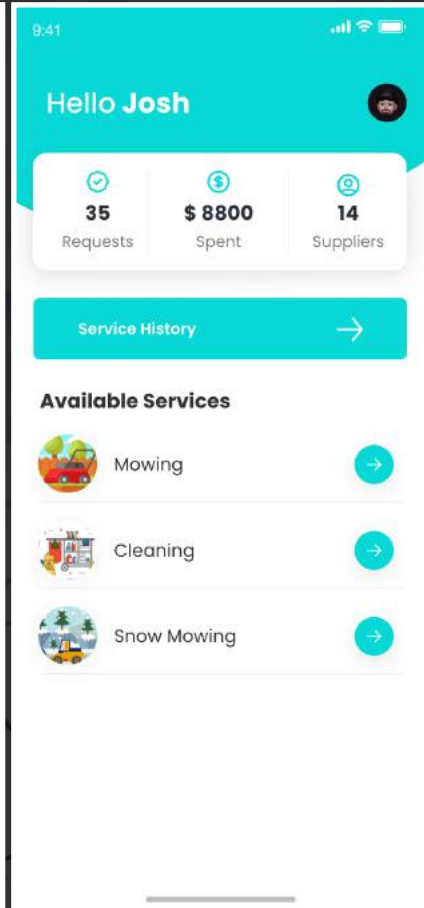 9:41
Hello Josh
35
$ 8800
14
Requests
Spent
Suppliers
Service History
Available Services
Mowing
Cleaning
Snow Mowing